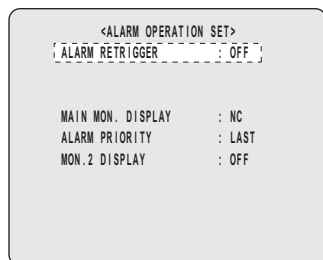 <ALARM OPERATION SET>
ALARM RETRIGGER : OFF
MAIN MON. DISPLAY : NC
ALARM PRIORITY : LAST
MON.2 DISPLAY : OFF